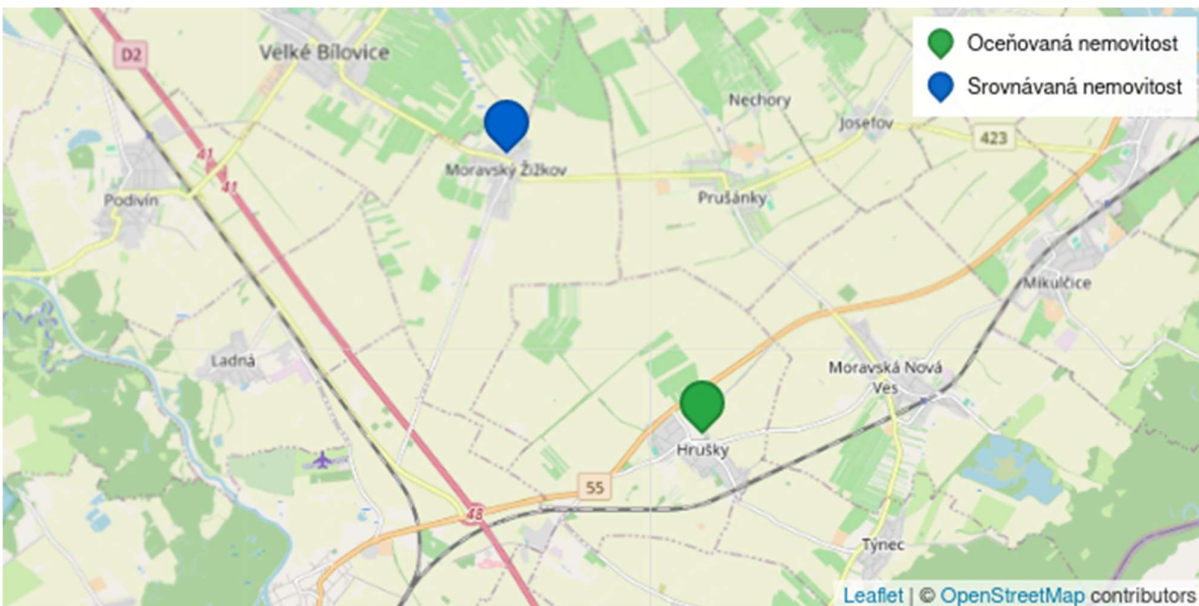 Oceňovaná nemovitost
Srovnávaná nemovitost
D2
Velké Bílovice
Nechory
Josefov
423
41
41
Moravský Žižkov
Podivín
Prušánky
Mikulčice
Ladná
Moravská Nová
Ves
Hrušky
55
48
Týnec
Leaflet | © OpenStreetMap contributors